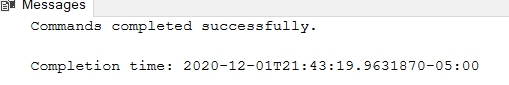 Messages
Commands completed successfully.
Completion time: 2020-12-01T21:43:19.9631870-05:00